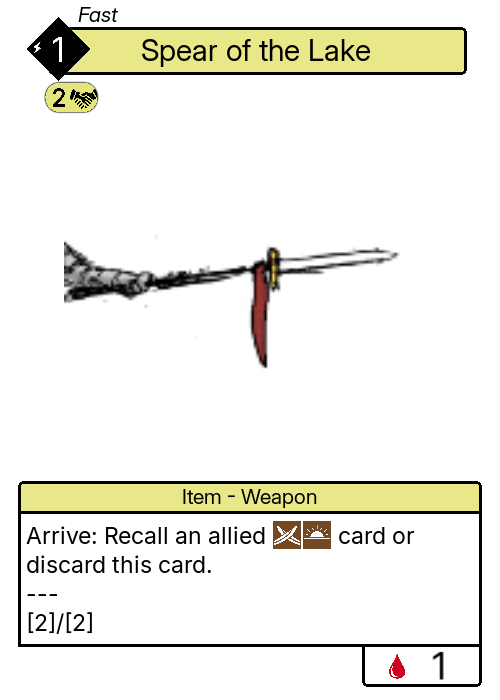 Fast
1
Spear of the Lake
2
Item - Weapon
Arrive: Recall an allied card or
discard this card.
---
[2]/[2]
1